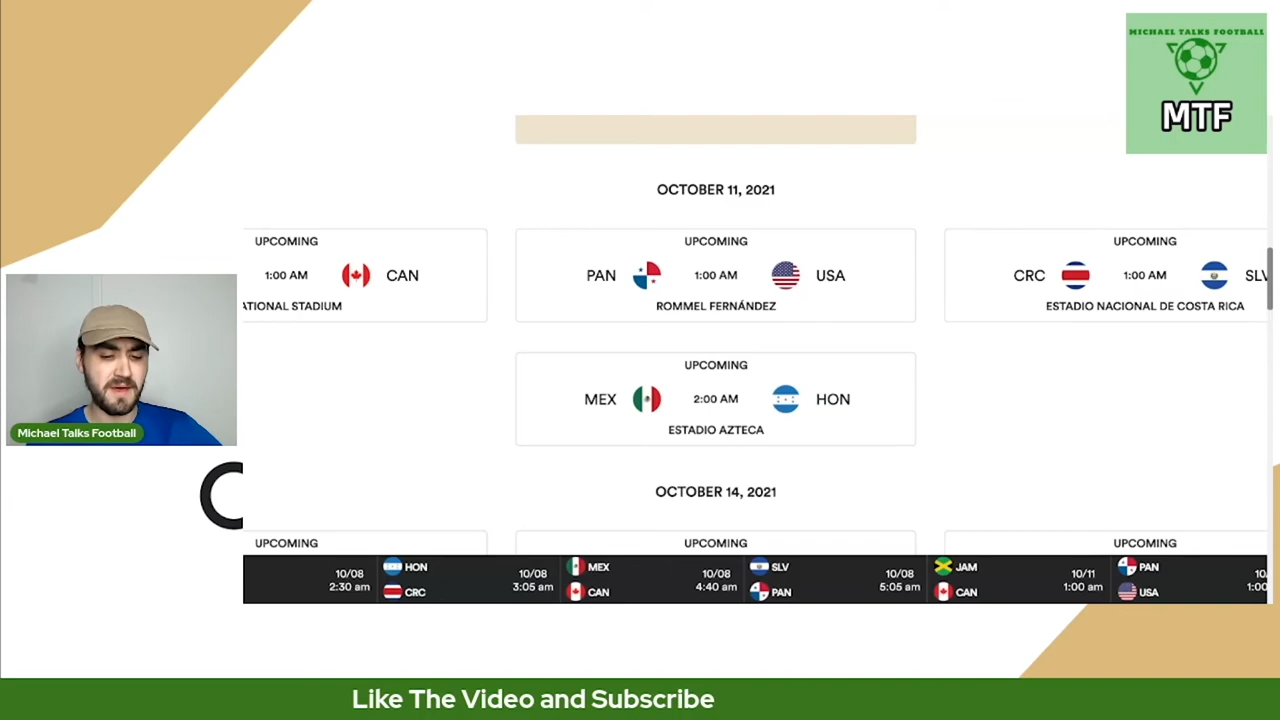 MICHAEL TALKS FOOTBALL
MTF
OCTOBER 11, 2021
UPCOMING
1:00 AM CAN
ATIONAL STADIUM
UPCOMING
PAN 1:00 AM USA
ROMMEL FERNÁNDEZ
UPCOMING
CRC 1:00 AM SLV
ESTADIO NACIONAL DE COSTA RICA
UPCOMING
MEX 2:00 AM HON
ESTADIO AZTECA
Michael Talks Football
OCTOBER 14, 2021
UPCOMING
UPCOMING
UPCOMING
10/08
2:30 am
HON
CRC
10/08
3:05 am
MEX
CAN
10/08
4:40 am
SLV
PAN
10/08
5:05 am
JAM
CAN
10/11
1:00 am
PAN
USA
10/
1:00
Like The Video and Subscribe